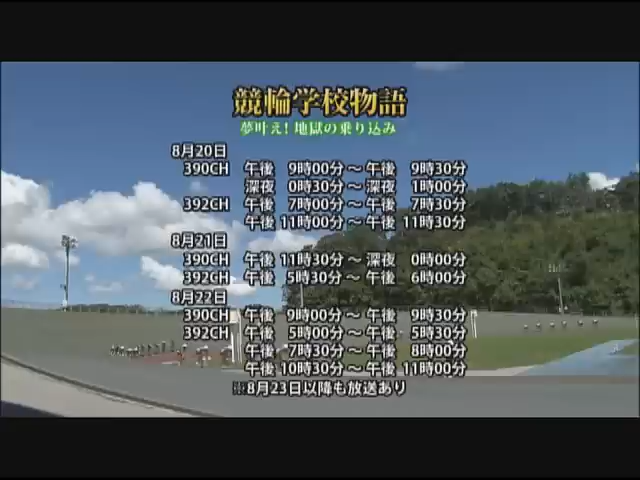 競輪学校物語
夢叶え！地獄の乗り込み
8月20日
390CH 午後 9時00分～午後 9時30分
深夜 0時30分～深夜 1時00分
392CH 午後 7時00分～午後 7時30分
午後 11時00分～午後 11時30分
8月21日
390CH 午後 11時30分～深夜 0時00分
392CH 午後 5時30分～午後 6時00分
8月22日
390CH 午後 9時00分～午後 9時30分
392CH 午後 5時00分～午後 5時30分
午後 7時30分～午後 8時00分
午後 10時30分～午後 11時00分
※8月23日以降も放送あり